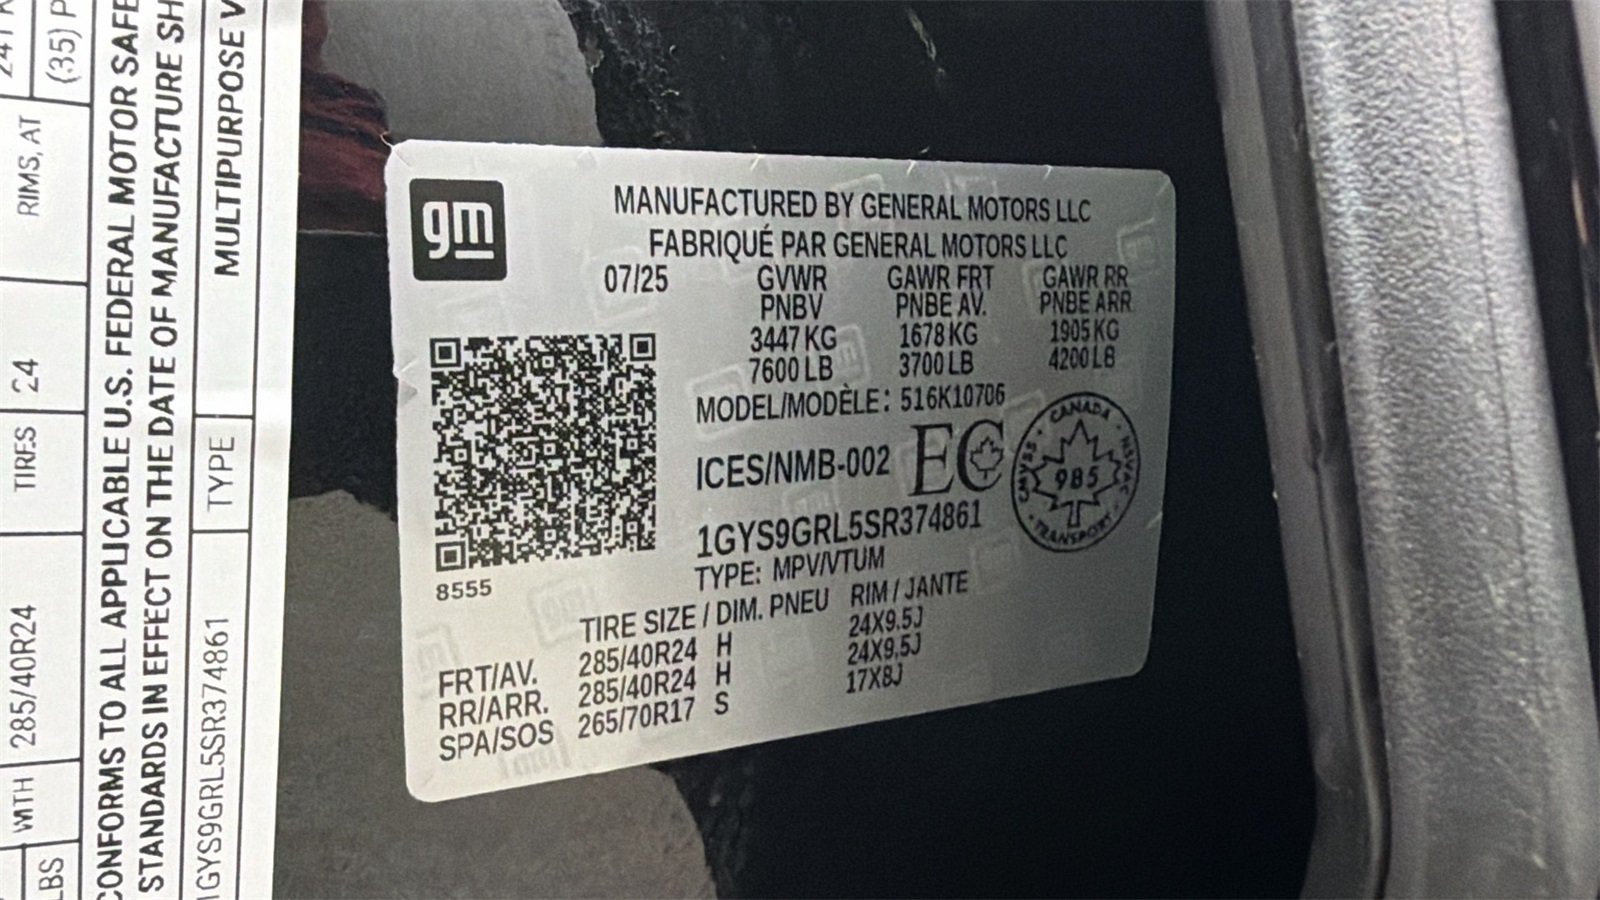 gm
MANUFACTURED BY GENERAL MOTORS LLC
FABRIQUÉ PAR GENERAL MOTORS LLC
07/25 GVWR GAWR FRT GAWR RR
PNBV PNBE AV. PNBE ARR.
3447 KG 1678 KG 1905 KG
7600 LB 3700 LB 4200 LB
MODEL/MODÈLE: 516K10706
ICES/NMB-002 EC
CANADA
CMVSS NSVAC
985
TRANSPORT
1GYS9GRL5SR374861
TYPE: MPV/VTUM
8555
TIRE SIZE / DIM. PNEU RIM / JANTE
FRT/AV. 285/40R24 H 24X9.5J
RR/ARR. 285/40R24 H 24X9.5J
SPA/SOS 265/70R17 S 17X8J
(35) P
WITH 285/40R24 TIRES 24 RIMS, AT
LBS
CONFORMS TO ALL APPLICABLE U.S. FEDERAL MOTOR SAFE
STANDARDS IN EFFECT ON THE DATE OF MANUFACTURE SH
1GYS9GRL5SR374861 TYPE MULTIPURPOSE V